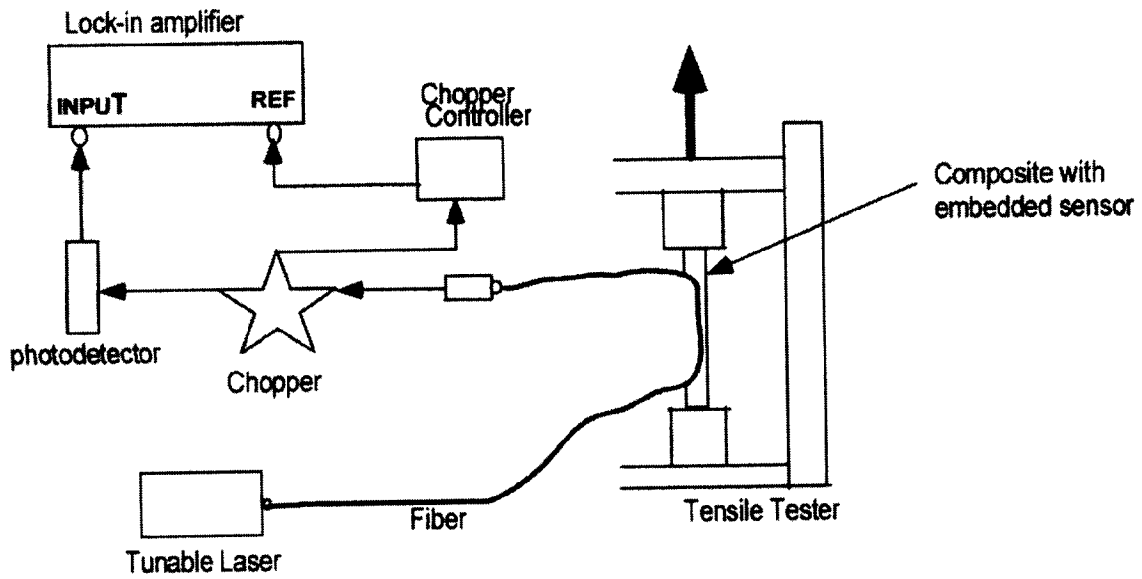 Lock-in amplifier
INPUT
REF
Chopper
Controller
Composite with
embedded sensor
photodetector
Chopper
Fiber
Tensile Tester
Tunable Laser